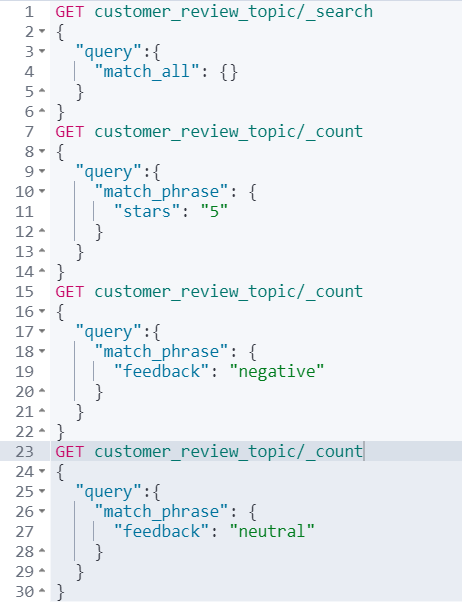 1 GET customer_review_topic/_search
2 {
3 "query":{
4 "match_all": {}
5 }
6 }
7 GET customer_review_topic/_count
8 {
9 "query":{
10 "match_phrase": {
11 "stars": "5"
12 }
13 }
14 }
15 GET customer_review_topic/_count
16 {
17 "query":{
18 "match_phrase": {
19 "feedback": "negative"
20 }
21 }
22 }
23 GET customer_review_topic/_count
24 {
25 "query":{
26 "match_phrase": {
27 "feedback": "neutral"
28 }
29 }
30 }